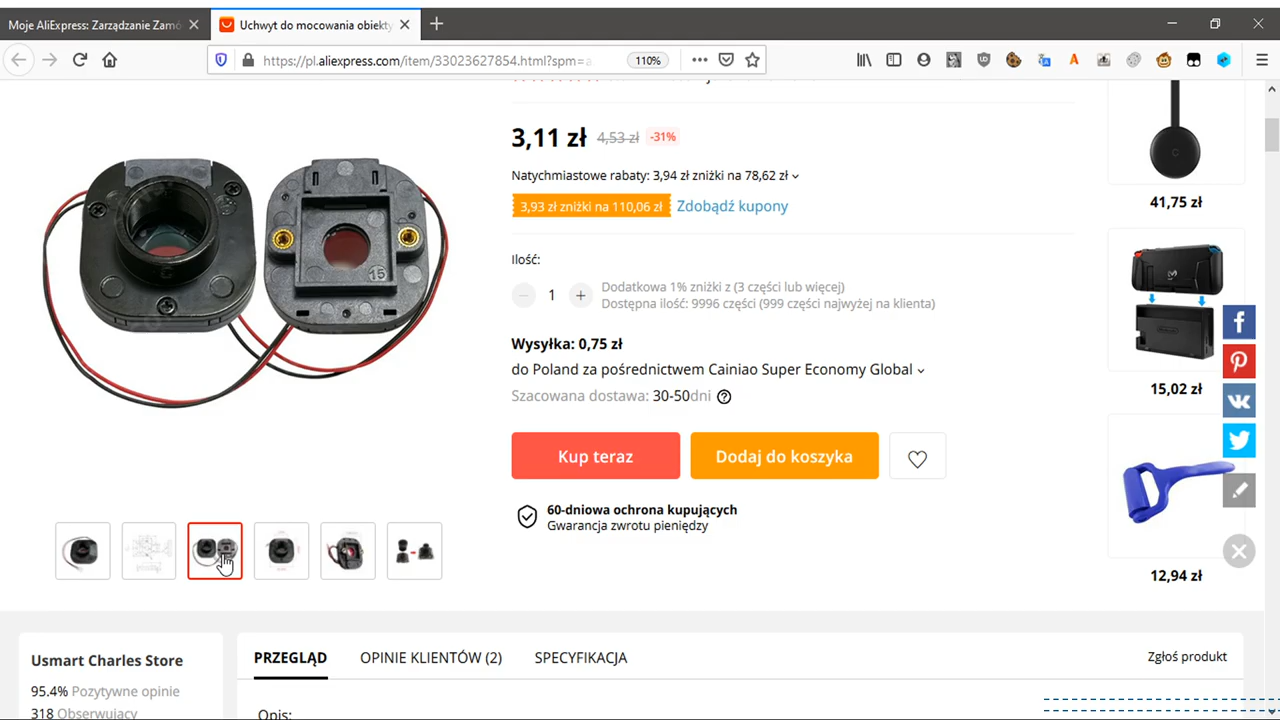 Moje AliExpress: Zarządzanie Zamó
Uchwyt do mocowania obiekty
https://pl.aliexpress.com/item/33023627854.html?spm=a
110%
3,11 zł 4,53 zł -31%
Natychmiastowe rabaty: 3,94 zł zniżki na 78,62 zł
3,93 zł zniżki na 110,06 zł Zdobądź kupony
Ilość:
1
Dodatkowa 1% zniżki z (3 części lub więcej)
Dostępna ilość: 9996 części (999 części najwyżej na klienta)
Wysyłka: 0,75 zł
do Poland za pośrednictwem Cainiao Super Economy Global
Szacowana dostawa: 30-50dni
Kup teraz
Dodaj do koszyka
60-dniowa ochrona kupujących
Gwarancja zwrotu pieniędzy
15
41,75 zł
15,02 zł
12,94 zł
Usmart Charles Store
95.4% Pozytywne opinie
318 Obserwujący
PRZEGLĄD
OPINIE KLIENTÓW (2)
SPECYFIKACJA
Zgłoś produkt
Opis: